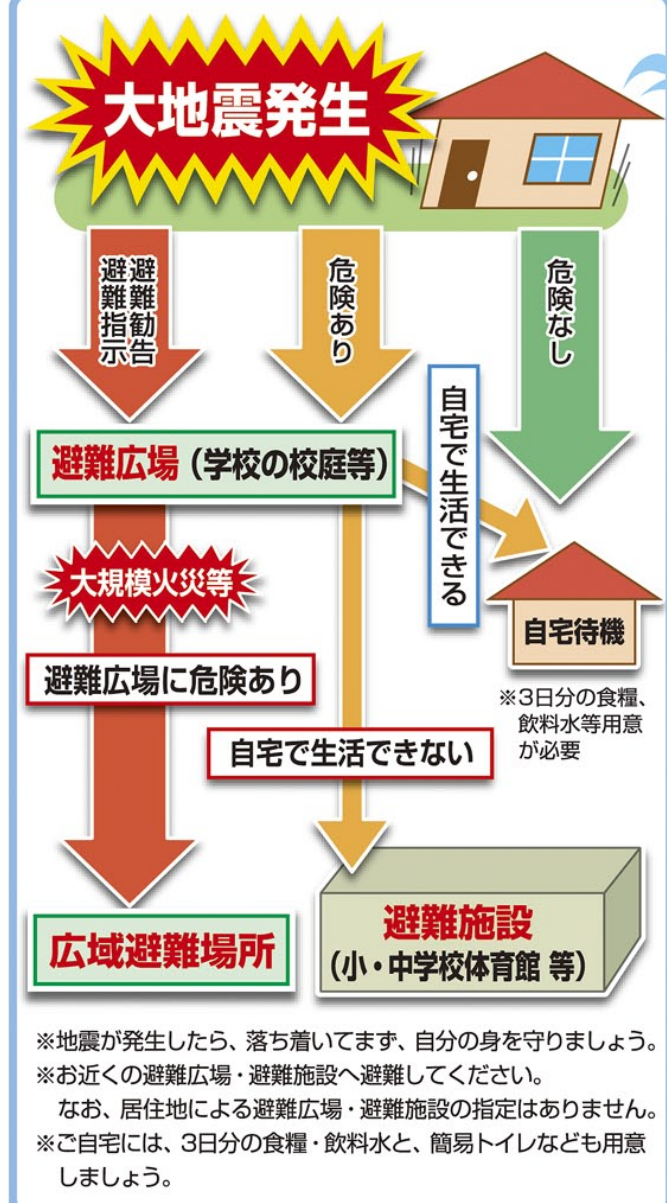 大地震発生
避難勧告
避難指示
危険あり
危険なし
避難広場（学校の校庭等）
自宅で生活できる
大規模火災等
自宅待機
避難広場に危険あり
※3日分の食糧、
飲料水等用意
が必要
自宅で生活できない
広域避難場所
避難施設
（小・中学校体育館 等）
※地震が発生したら、落ち着いてまず、自分の身を守りましょう。
※お近くの避難広場・避難施設へ避難してください。
なお、居住地による避難広場・避難施設の指定はありません。
※ご自宅には、3日分の食糧・飲料水と、簡易トイレなども用意
しましょう。